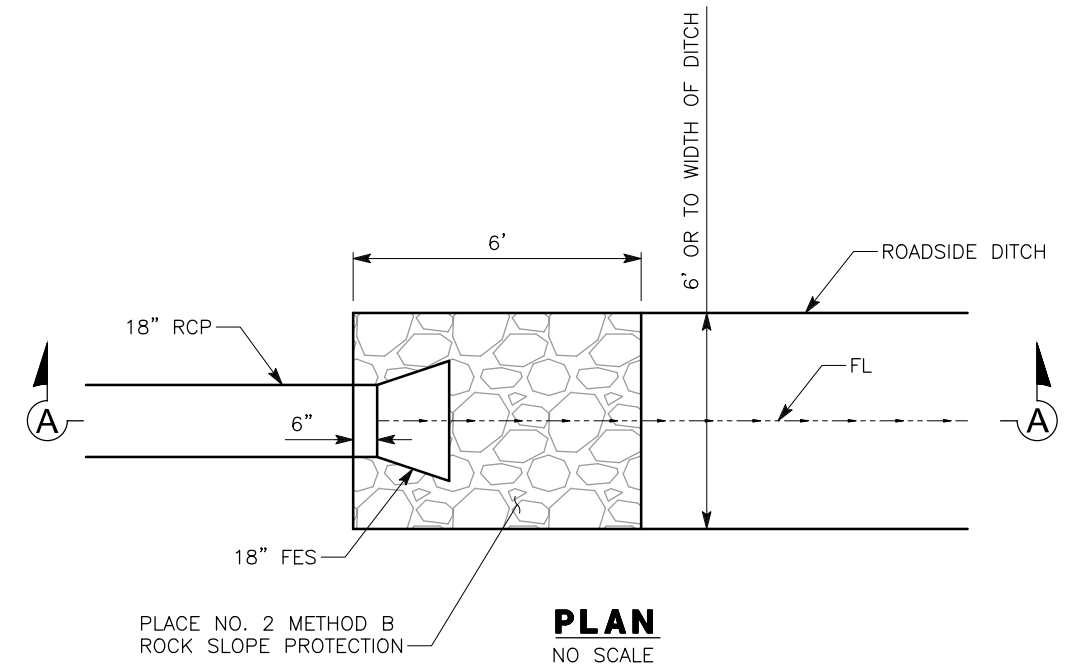 6' OR TO WIDTH OF DITCH
6'
ROADSIDE DITCH
18" RCP
FL
A
6"
A
18" FES
PLACE NO. 2 METHOD B
ROCK SLOPE PROTECTION
PLAN
NO SCALE